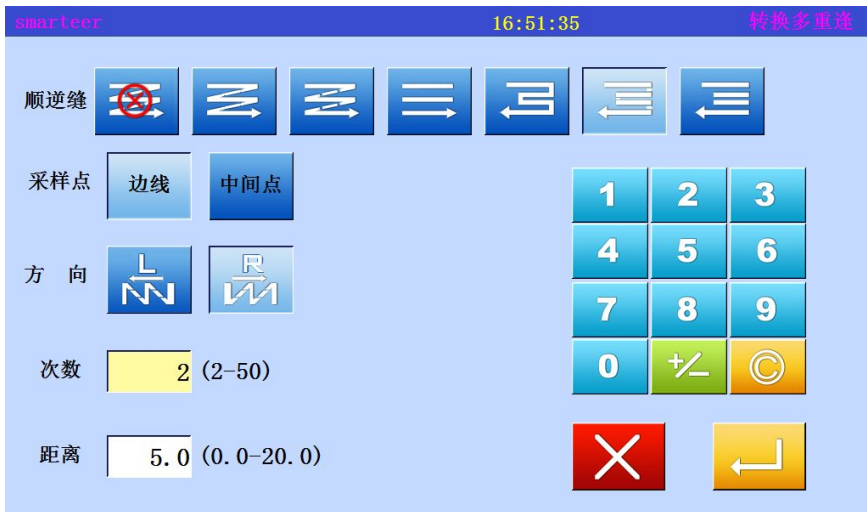 smarteer 16:51:35 转换多重逢
顺逆缝
采样点 边线 中间点
1 2 3
方 向 L R
4 5 6
7 8 9
次数 2 (2-50)
0 +/- ©
距离 5.0 (0.0-20.0)